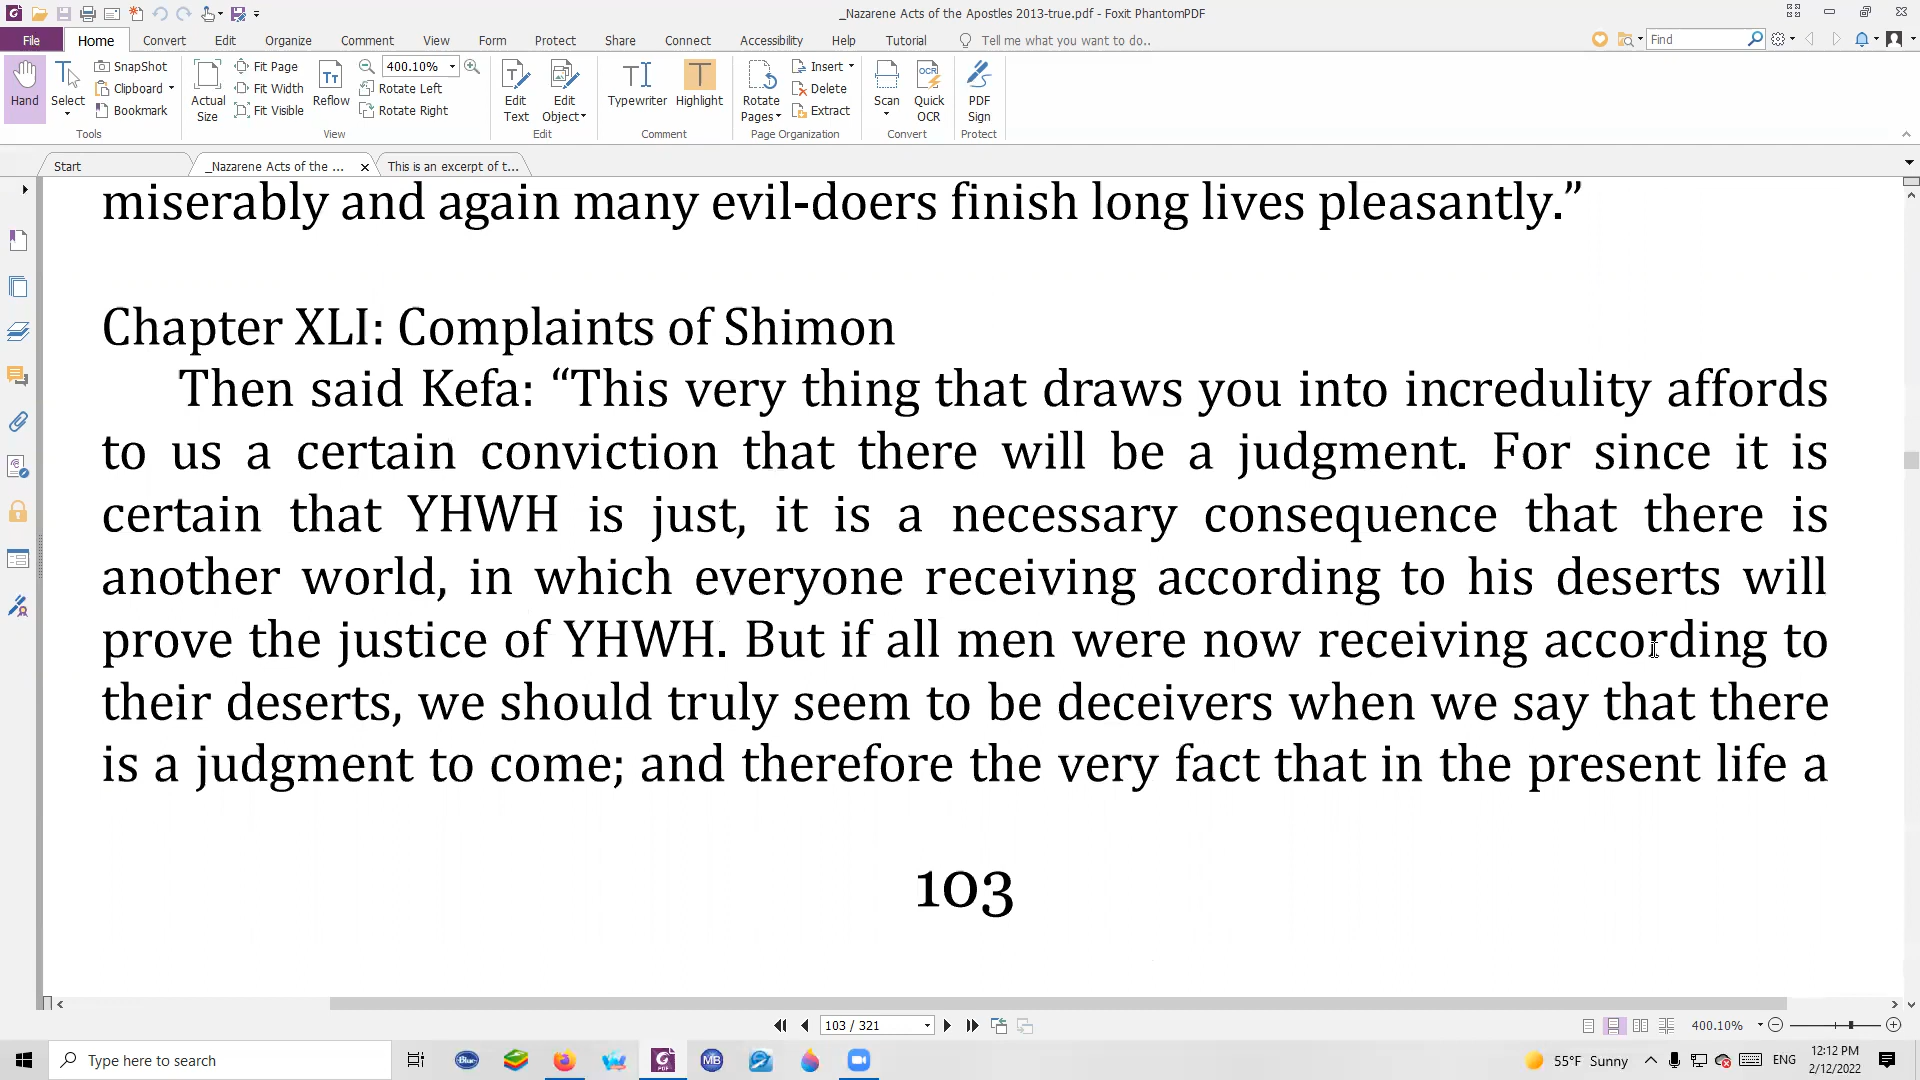 _Nazarene Acts of the Apostles 2013-true.pdf - Foxit PhantomPDF
File Home Convert Edit Organize Comment View Form Protect Share Connect Accessibility Help Tutorial Tell me what you want to do.. Find
Hand
Select
SnapShot
Clipboard
Bookmark
Tools
Actual Size
Fit Page
Fit Width
Fit Visible
Reflow
400.10%
Rotate Left
Rotate Right
View
Edit Text
Edit Object
Edit
Typewriter
Highlight
Comment
Rotate Pages
Insert
Delete
Extract
Page Organization
Scan
Quick OCR
Convert
PDF Sign
Protect
Start _Nazarene Acts of the ... This is an excerpt of t...
miserably and again many evil-doers finish long lives pleasantly.”
Chapter XLI: Complaints of Shimon
Then said Kefa: “This very thing that draws you into incredulity affords
to us a certain conviction that there will be a judgment. For since it is
certain that YHWH is just, it is a necessary consequence that there is
another world, in which everyone receiving according to his deserts will
prove the justice of YHWH. But if all men were now receiving according to
their deserts, we should truly seem to be deceivers when we say that there
is a judgment to come; and therefore the very fact that in the present life a
103
103 / 321
400.10%
Type here to search
55°F Sunny
ENG
12:12 PM
2/12/2022